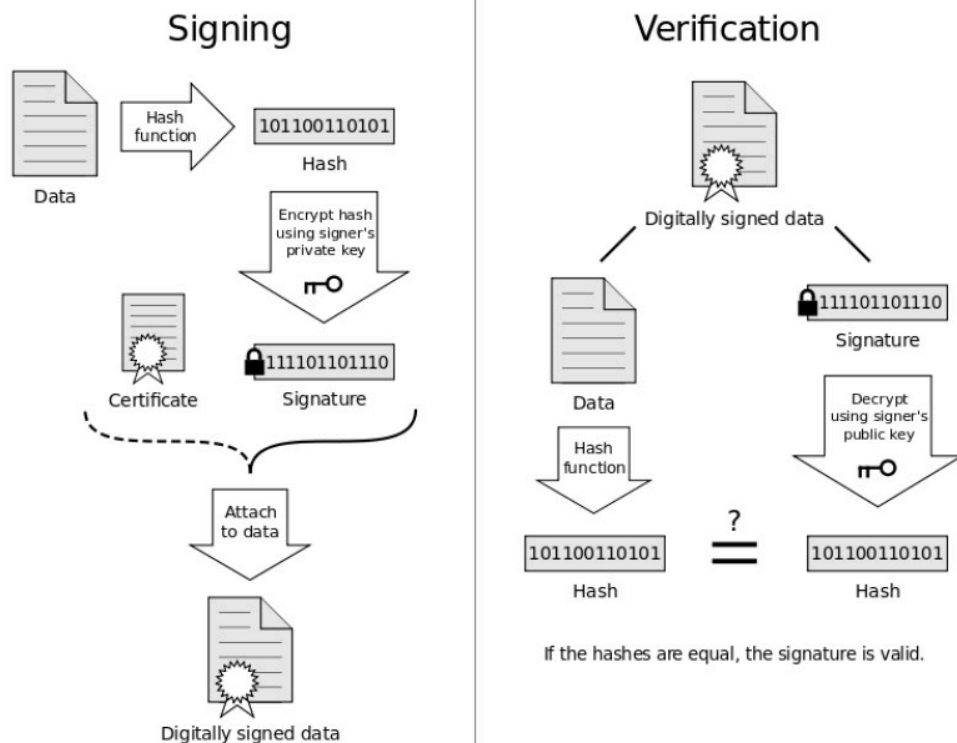 Signing
Data
Hash
function
101100110101
Hash
Encrypt hash
using signer's
private key
Certificate
111101101110
Signature
Attach
to data
Digitally signed data
Verification
Digitally signed data
Data
111101101110
Signature
Hash
function
Decrypt
using signer's
public key
101100110101
Hash
?
=
101100110101
Hash
If the hashes are equal, the signature is valid.